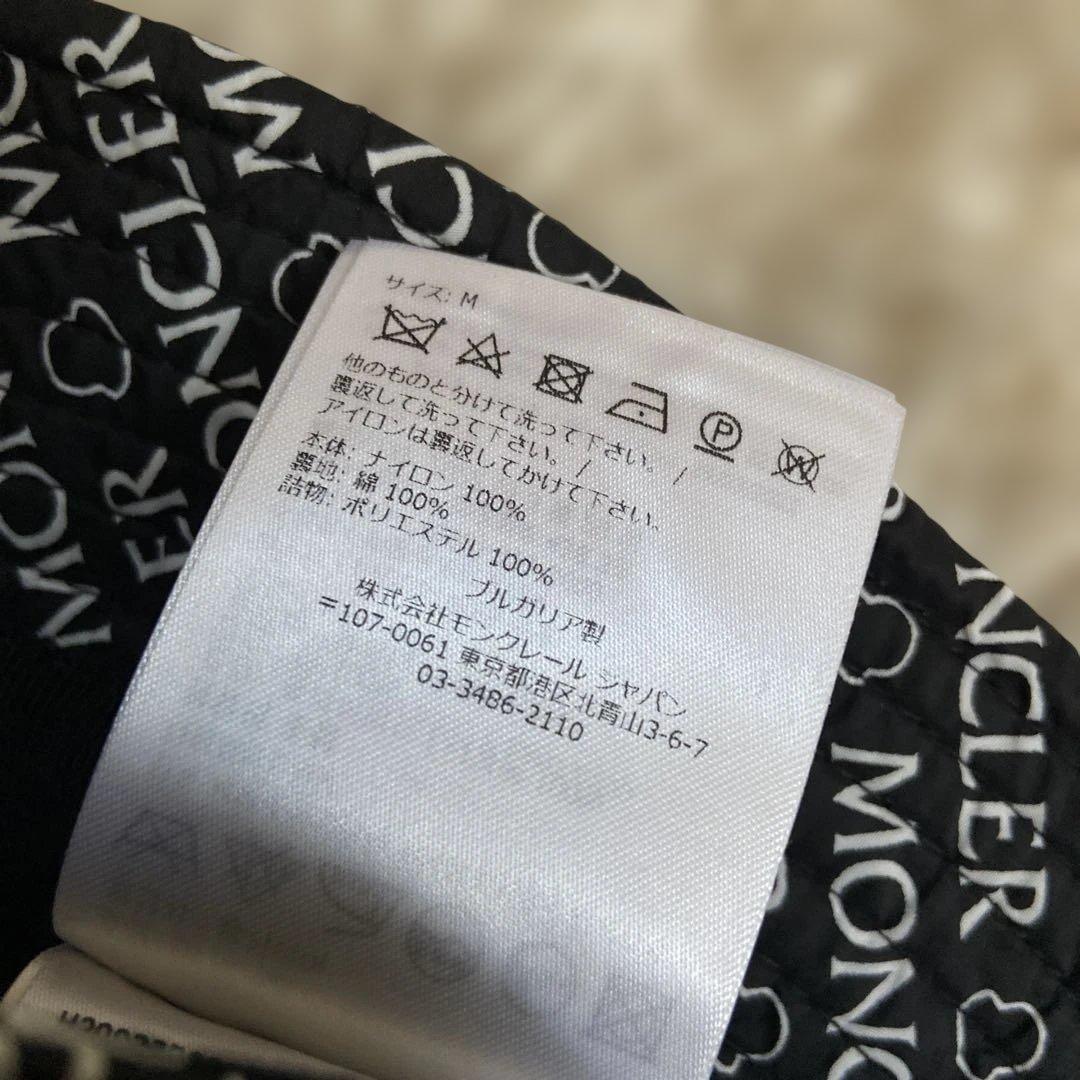 サイズ: M
他のものと分けて洗って下さい。 /
裏返して洗って下さい。 /
アイロンは裏返してかけて下さい。
本体: ナイロン 100%
裏地: 綿 100%
詰物: ポリエステル 100%
ブルガリア製
株式会社モンクレール ジャパン
〒107-0061 東京都港区北青山3-6-7
03-3486-2110
P
W
MONCLER
MONCLER
NCLER
MONC